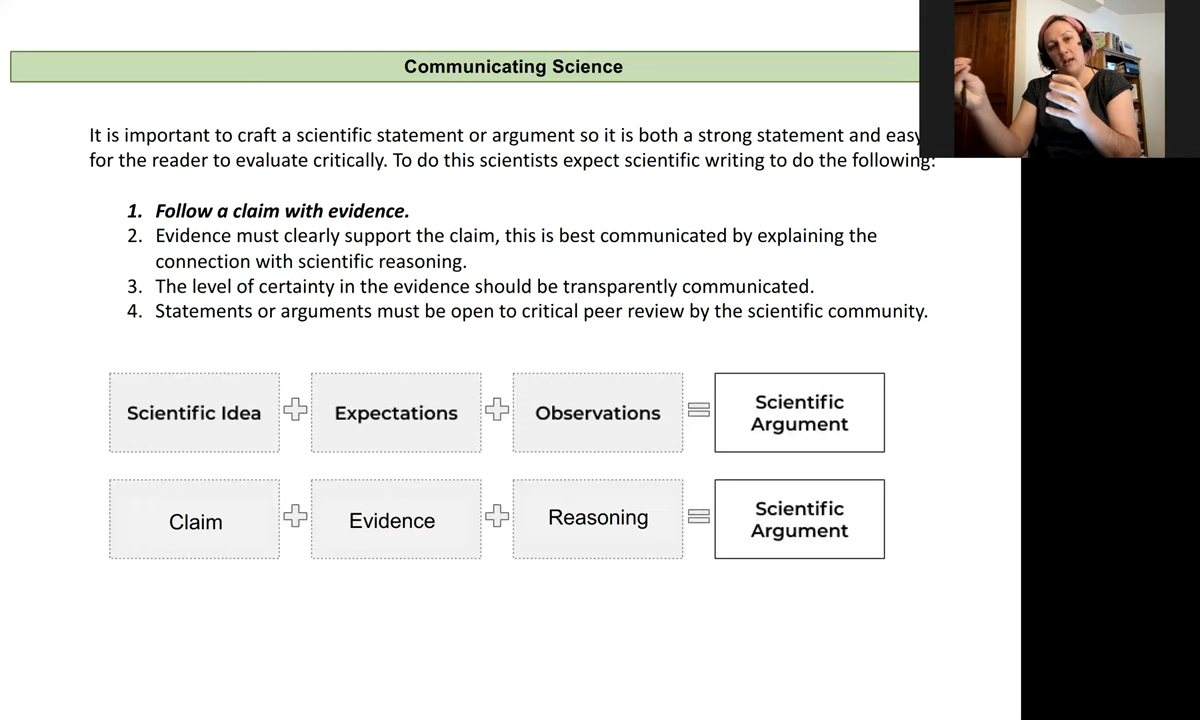 Communicating Science
It is important to craft a scientific statement or argument so it is both a strong statement and easy
for the reader to evaluate critically. To do this scientists expect scientific writing to do the following:
1. Follow a claim with evidence.
2. Evidence must clearly support the claim, this is best communicated by explaining the
connection with scientific reasoning.
3. The level of certainty in the evidence should be transparently communicated.
4. Statements or arguments must be open to critical peer review by the scientific community.
Scientific Idea
Expectations
Observations
Scientific
Argument
Claim
Evidence
Reasoning
Scientific
Argument